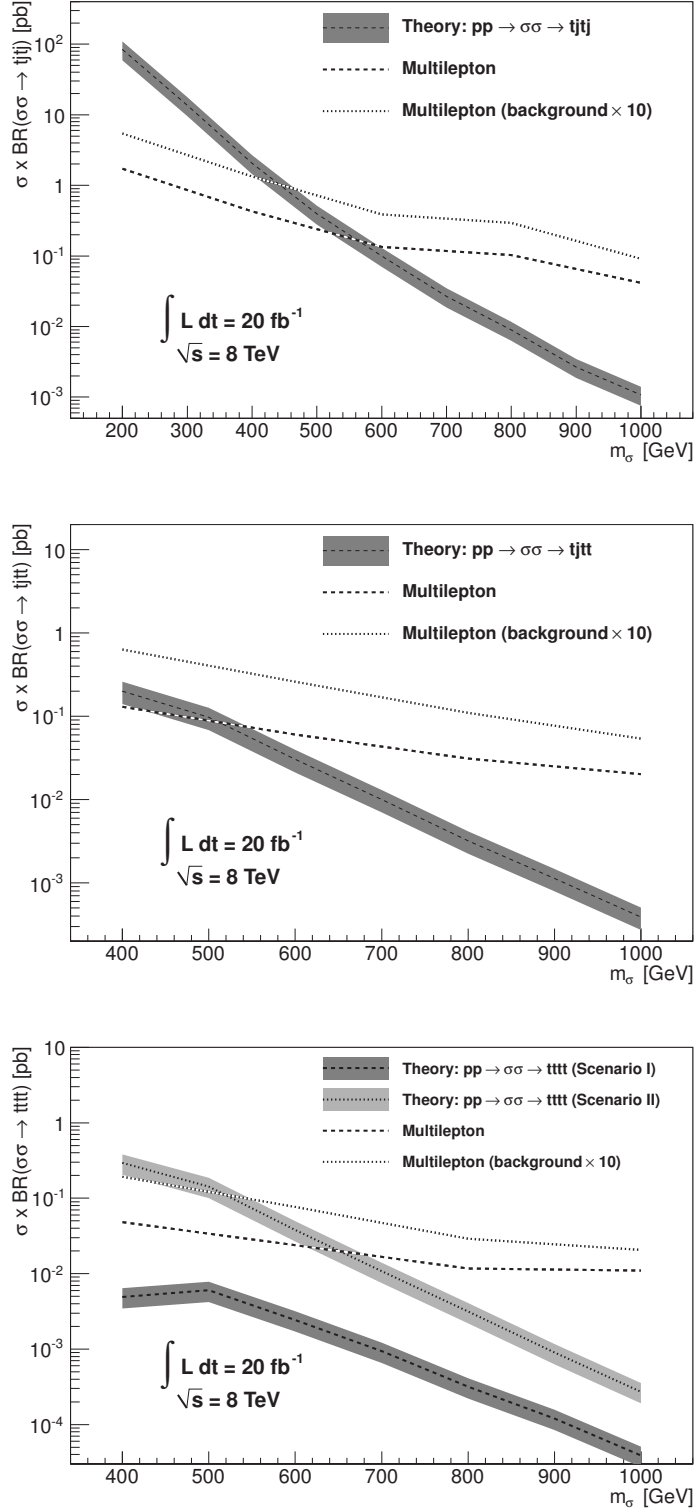 σ x BR(σσ → tjtj) [pb]
10²
10
1
10⁻¹
10⁻²
10⁻³
Theory: pp → σσ → tjtj
Multilepton
Multilepton (background × 10)
∫ L dt = 20 fb⁻¹
√s = 8 TeV
200 300 400 500 600 700 800 900 1000
m_σ [GeV]
σ x BR(σσ → tjtt) [pb]
10
1
10⁻¹
10⁻²
10⁻³
Theory: pp → σσ → tjtt
Multilepton
Multilepton (background × 10)
∫ L dt = 20 fb⁻¹
√s = 8 TeV
400 500 600 700 800 900 1000
m_σ [GeV]
σ x BR(σσ → tttt) [pb]
10
1
10⁻¹
10⁻²
10⁻³
10⁻⁴
Theory: pp → σσ → tttt (Scenario I)
Theory: pp → σσ → tttt (Scenario II)
Multilepton
Multilepton (background × 10)
∫ L dt = 20 fb⁻¹
√s = 8 TeV
400 500 600 700 800 900 1000
m_σ [GeV]